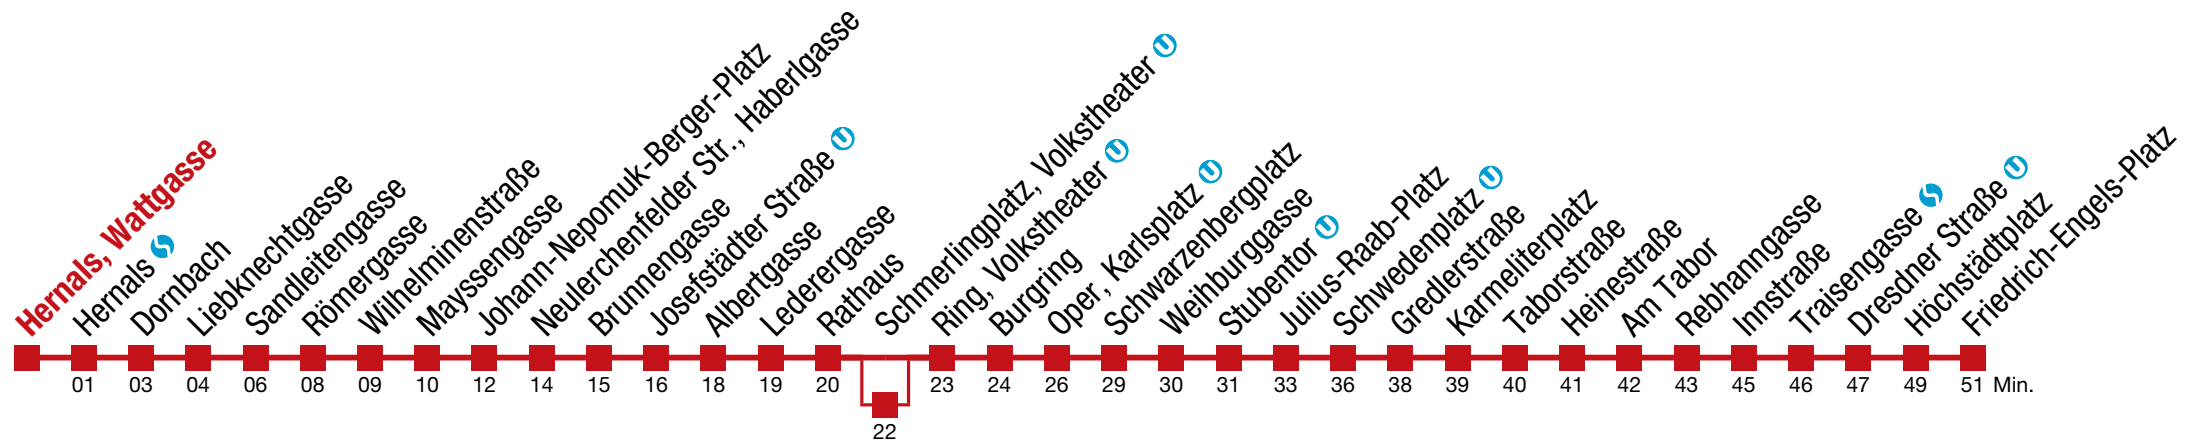 Hernals, Wattgasse
Hernals
Dornbach
Liebknechtgasse
Sandleitengasse
Römergasse
Wilhelminenstraße
Mayssengasse
Johann-Nepomuk-Berger-Platz
Neulerchenfelder Str., Haberlgasse
Brunnengasse
Josefstädter Straße U
Albertgasse
Lederergasse
Rathaus
Schmerlingplatz, Volkstheater U
Ring, Volkstheater U
Burgring
Oper, Karlsplatz U
Schwarzenbergplatz
Weihburggasse
Stubentor U
Julius-Raab-Platz
Schwedenplatz U
Gredlerstraße
Karmeliterplatz
Taborstraße
Heinestraße
Am Tabor
Rebhanngasse
Innstraße
Traisengasse
Dresdner Straße U
Höchstädtplatz
Friedrich-Engels-Platz
01 03 04 06 08 09 10 12 14 15 16 18 19 20 23 24 26 29 30 31 33 36 38 39 40 41 42 43 45 46 47 49 51 Min.
22